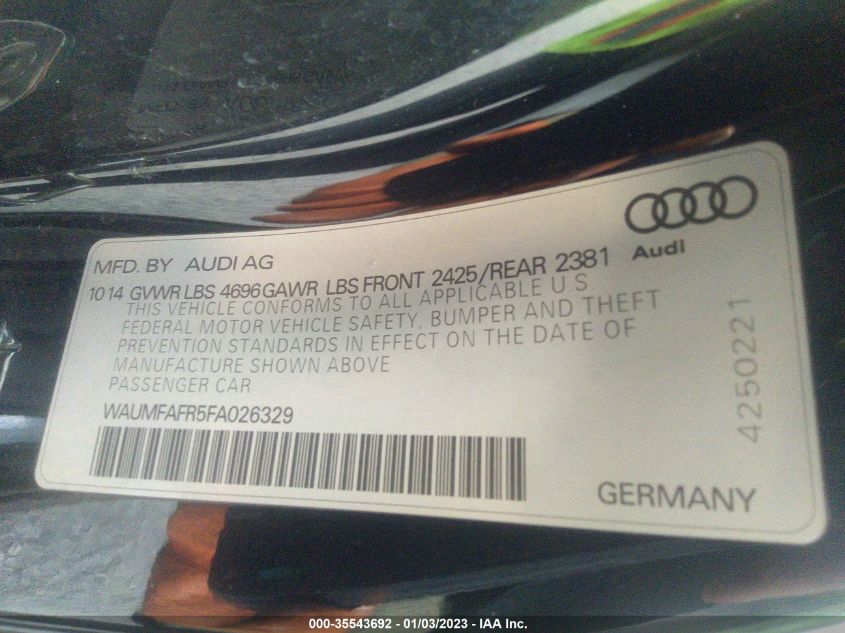 MFD. BY AUDI AG
10 14 GVWR LBS 4696 GAWR LBS FRONT 2425/REAR 2381
THIS VEHICLE CONFORMS TO ALL APPLICABLE U.S.
FEDERAL MOTOR VEHICLE SAFETY, BUMPER AND THEFT
PREVENTION STANDARDS IN EFFECT ON THE DATE OF
MANUFACTURE SHOWN ABOVE
PASSENGER CAR
WAUMFAFR5FA026329
Audi
4250221
GERMANY
000-35543692 - 01/03/2023 - IAA Inc.